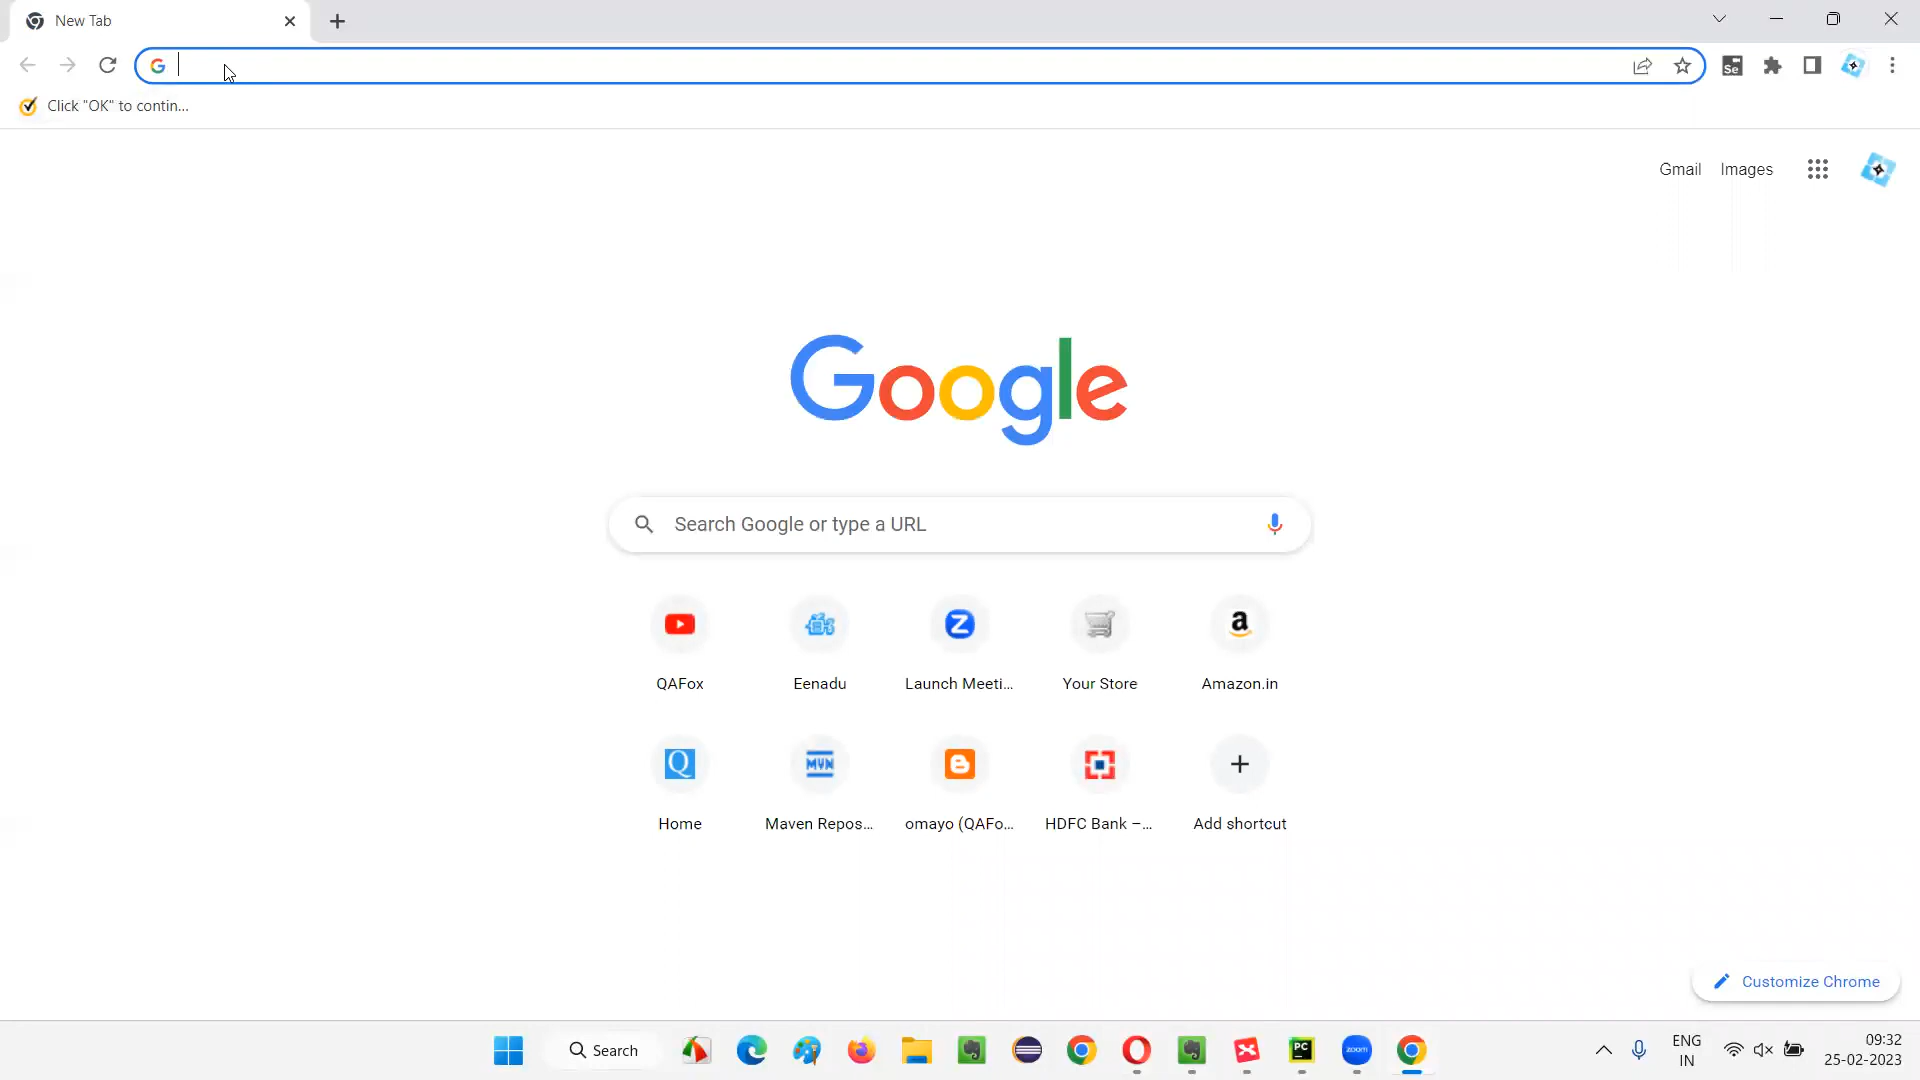 New Tab
Click "OK" to contin...
Gmail Images
Google
Search Google or type a URL
QAFox Eenadu Launch Meeti... Your Store Amazon.in
Home Maven Repos... omayo (QAFo... HDFC Bank –... Add shortcut
Customize Chrome
Search
ENG
IN
09:32
25-02-2023